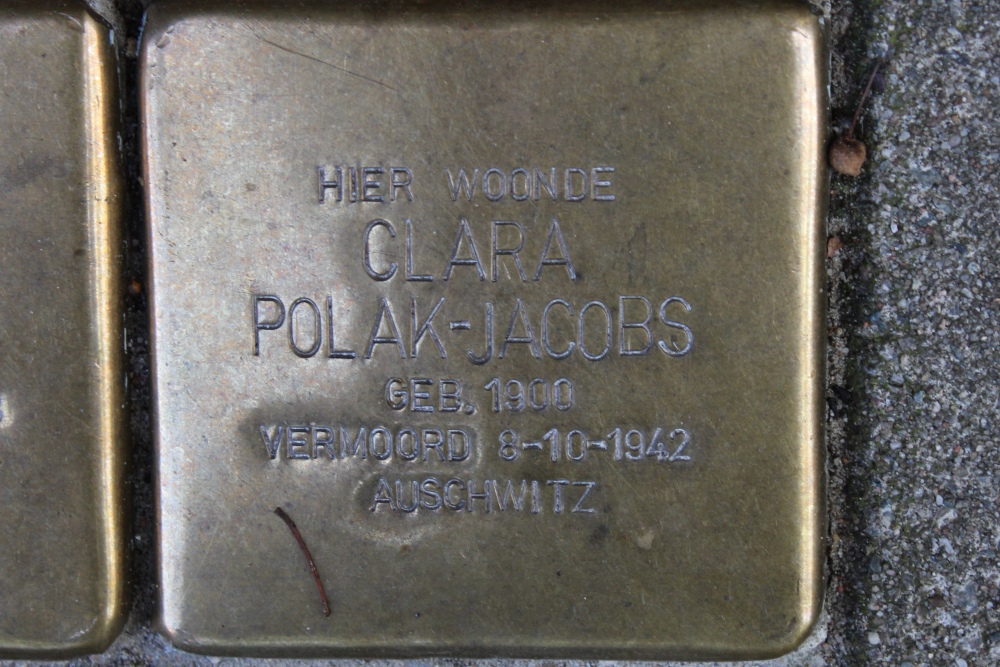 HIER WOONDE
CLARA
POLAK-JACOBS
GEB. 1900
VERMOORD 8-10-1942
AUSCHWITZ